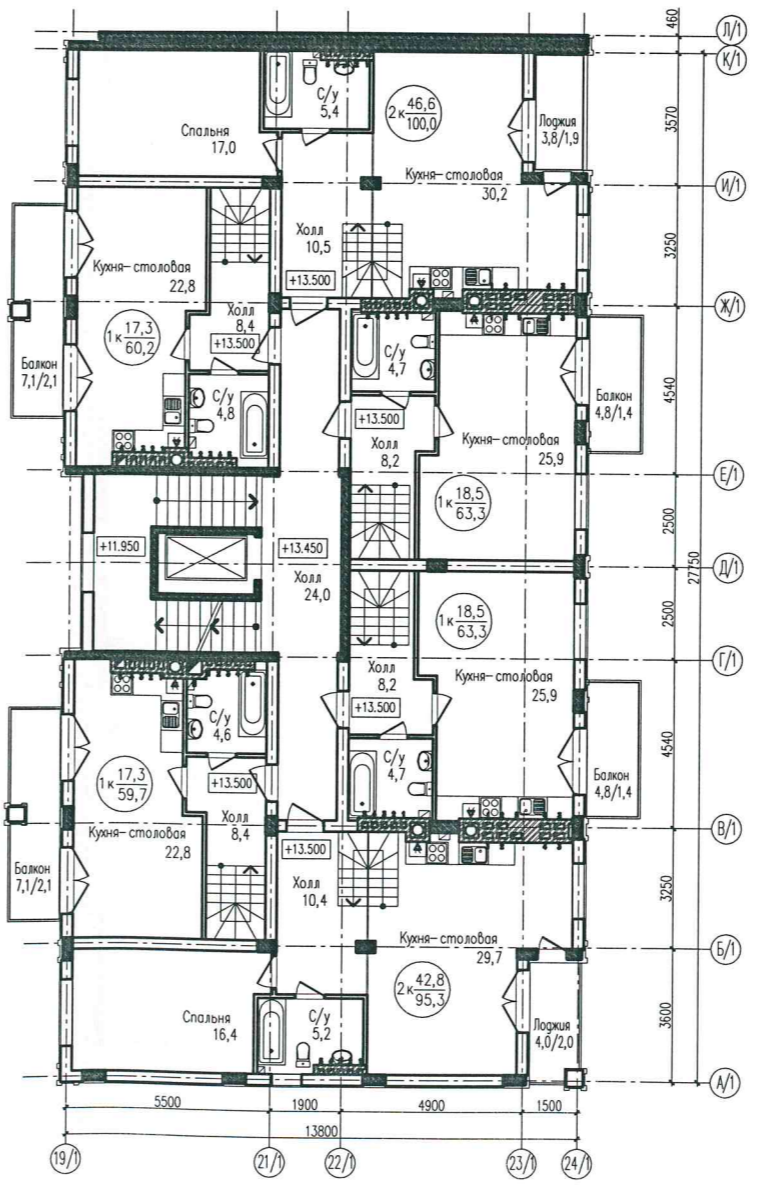 Л/1
460
К/1
С/у
5,4
2к 46,6
100,0
Лоджия
3,8/1,9
3570
Спальня
17,0
Кухня-столовая
30,2
И/1
Холл
10,5
3250
Кухня-столовая
22,8
+13.500
Холл
8,4
Ж/1
1к 17,3
60,2
+13.500
С/у
4,7
Балкон
7,1/2,1
С/у
4,8
+13.500
Балкон
4,8/1,4
4540
Холл
8,2
Кухня-столовая
25,9
Е/1
1к 18,5
63,3
2500
+11.950
+13.450
Д/1
27750
Холл
24,0
1к 18,5
63,3
2500
Г/1
Холл
8,2
Кухня-столовая
25,9
С/у
4,6
+13.500
4540
1к 17,3
59,7
+13.500
С/у
4,7
Балкон
4,8/1,4
Холл
8,4
Кухня-столовая
22,8
В/1
Балкон
7,1/2,1
+13.500
Холл
10,4
3250
Кухня-столовая
29,7
Б/1
2к 42,8
95,3
Спальня
16,4
С/у
5,2
Лоджия
4,0/2,0
3600
А/1
5500
1900
4900
1500
13800
19/1
21/1
22/1
23/1
24/1